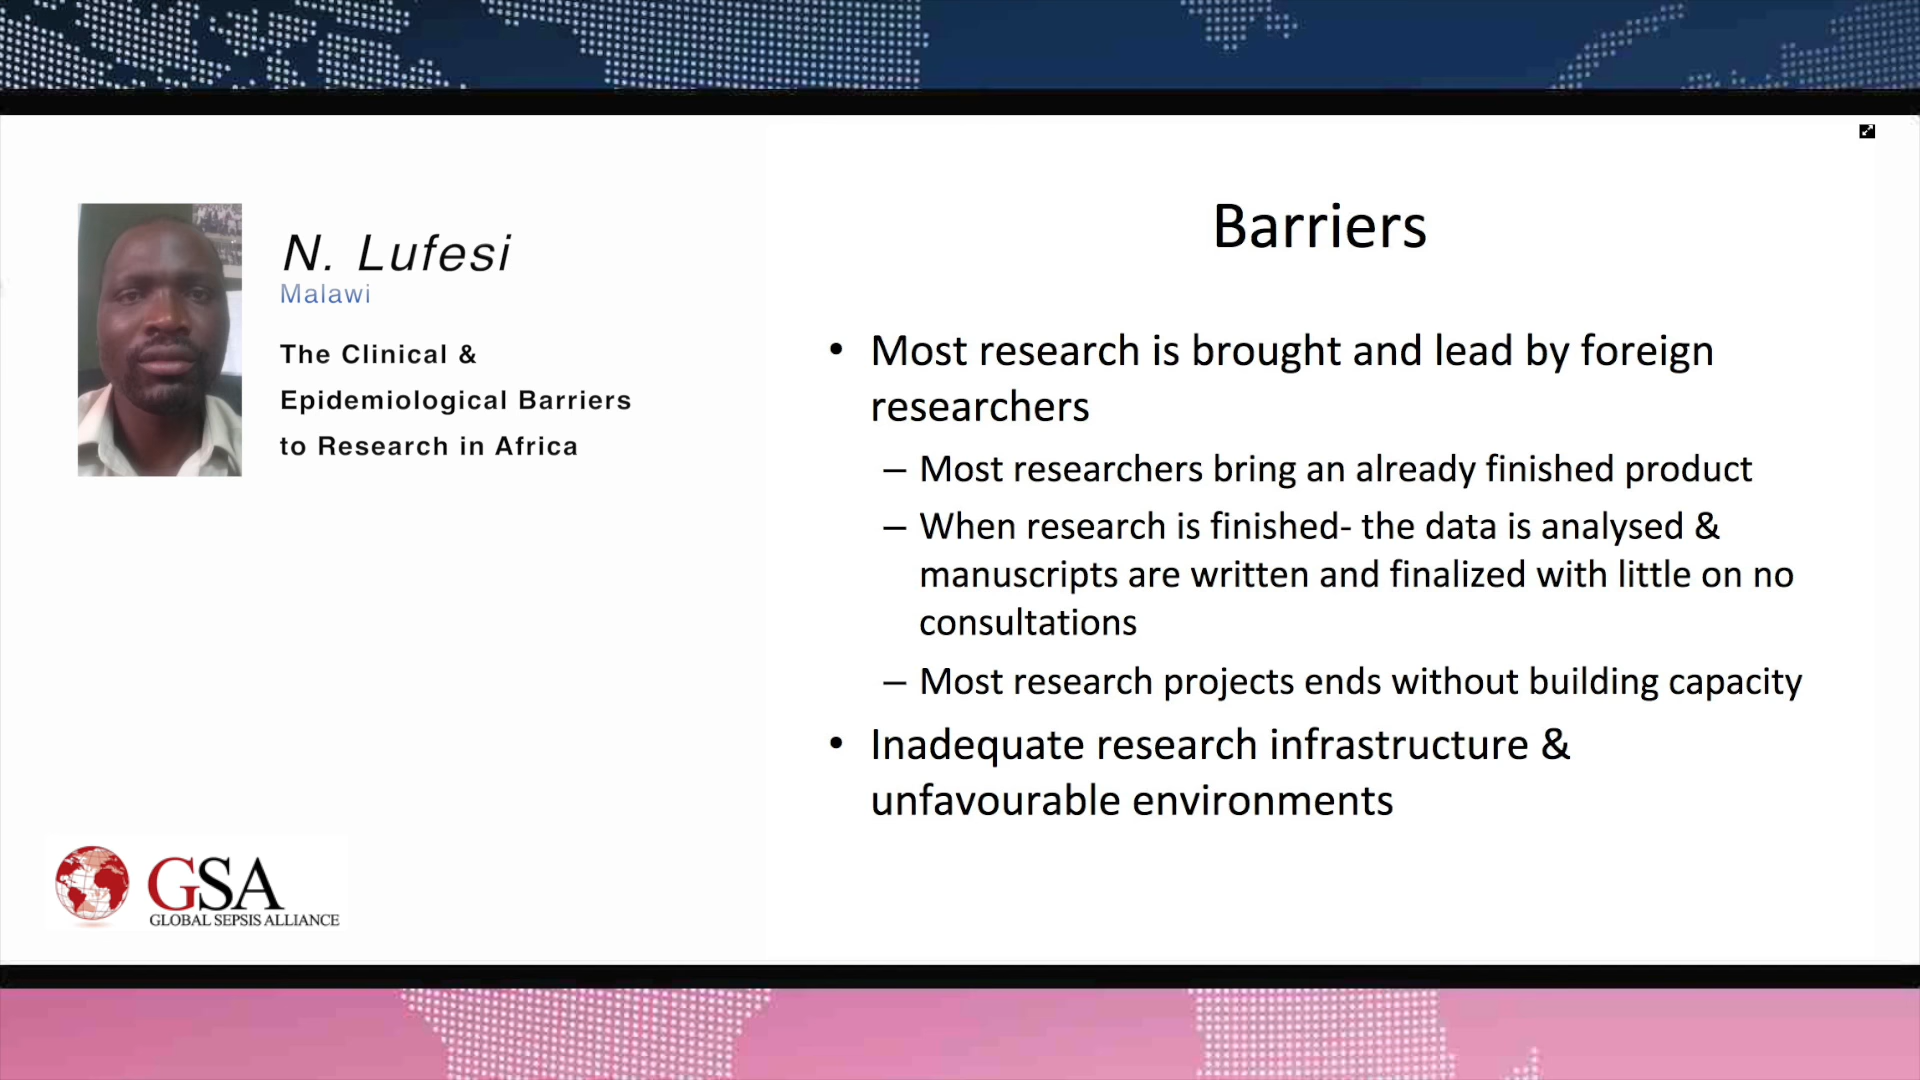 N. Lufesi
Malawi
The Clinical &
Epidemiological Barriers
to Research in Africa
GSA
GLOBAL SEPSIS ALLIANCE
Barriers
• Most research is brought and lead by foreign
researchers
– Most researchers bring an already finished product
– When research is finished- the data is analysed &
manuscripts are written and finalized with little on no
consultations
– Most research projects ends without building capacity
• Inadequate research infrastructure &
unfavourable environments